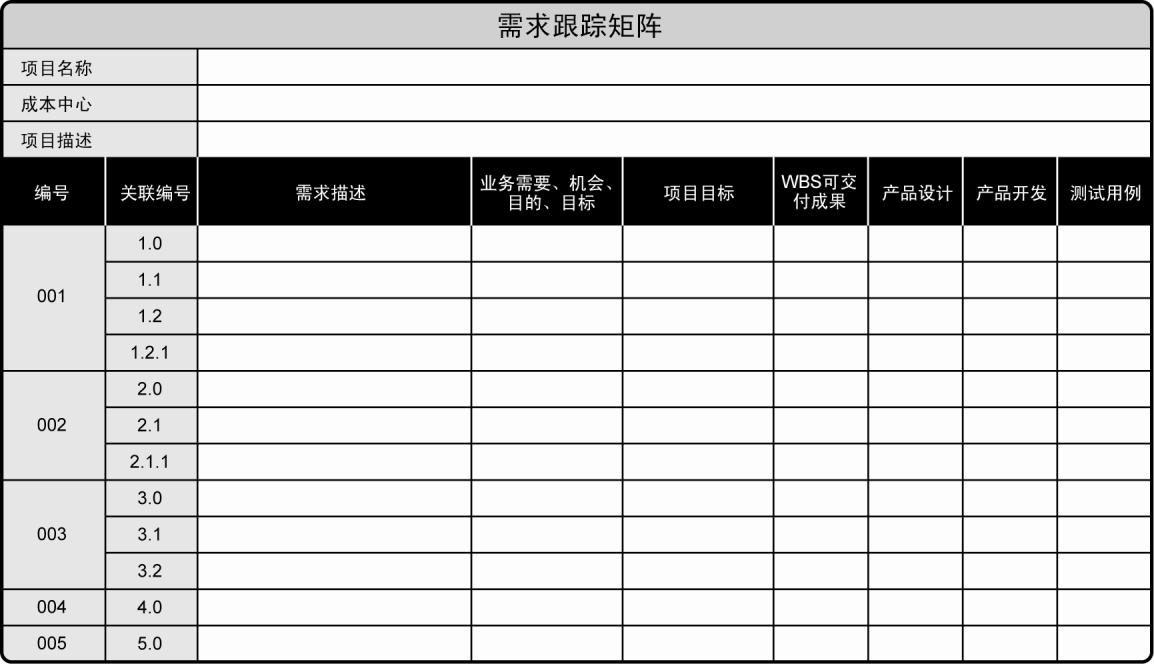 需求跟踪矩阵
项目名称
成本中心
项目描述
编号 关联编号 需求描述 业务需要、机会、目的、目标 项目目标 WBS可交付成果 产品设计 产品开发 测试用例
001 1.0
1.1
1.2
1.2.1
002 2.0
2.1
2.1.1
003 3.0
3.1
3.2
004 4.0
005 5.0